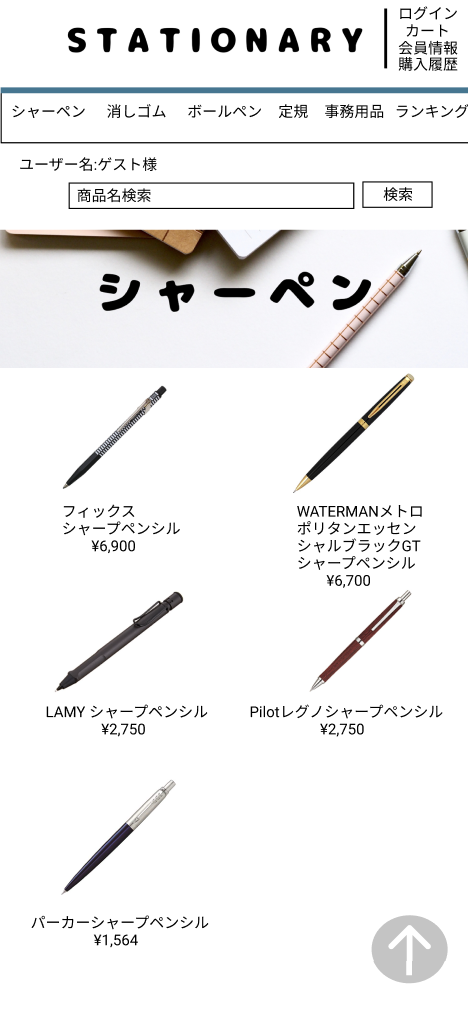 STATIONARY
ログイン
カート
会員情報
購入履歴
シャーペン 消しゴム ボールペン 定規 事務用品 ランキング
ユーザー名:ゲスト様
商品名検索 検索
シャーペン
フィックス
シャープペンシル
¥6,900
WATERMANメトロ
ポリタンエッセン
シャルブラックGT
シャープペンシル
¥6,700
LAMY シャープペンシル
¥2,750
Pilotレグノシャープペンシル
¥2,750
パーカーシャープペンシル
¥1,564